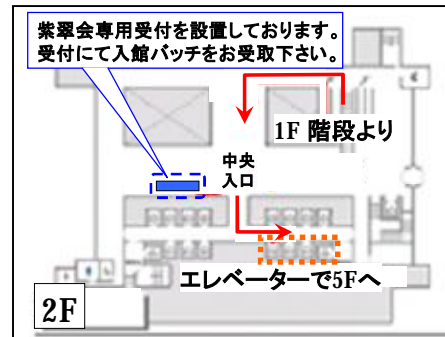 紫翠会専用受付を設置しております。
受付にて入館バッチをお受取下さい。
1F 階段より
中央
入口
エレベーターで5Fへ
2F